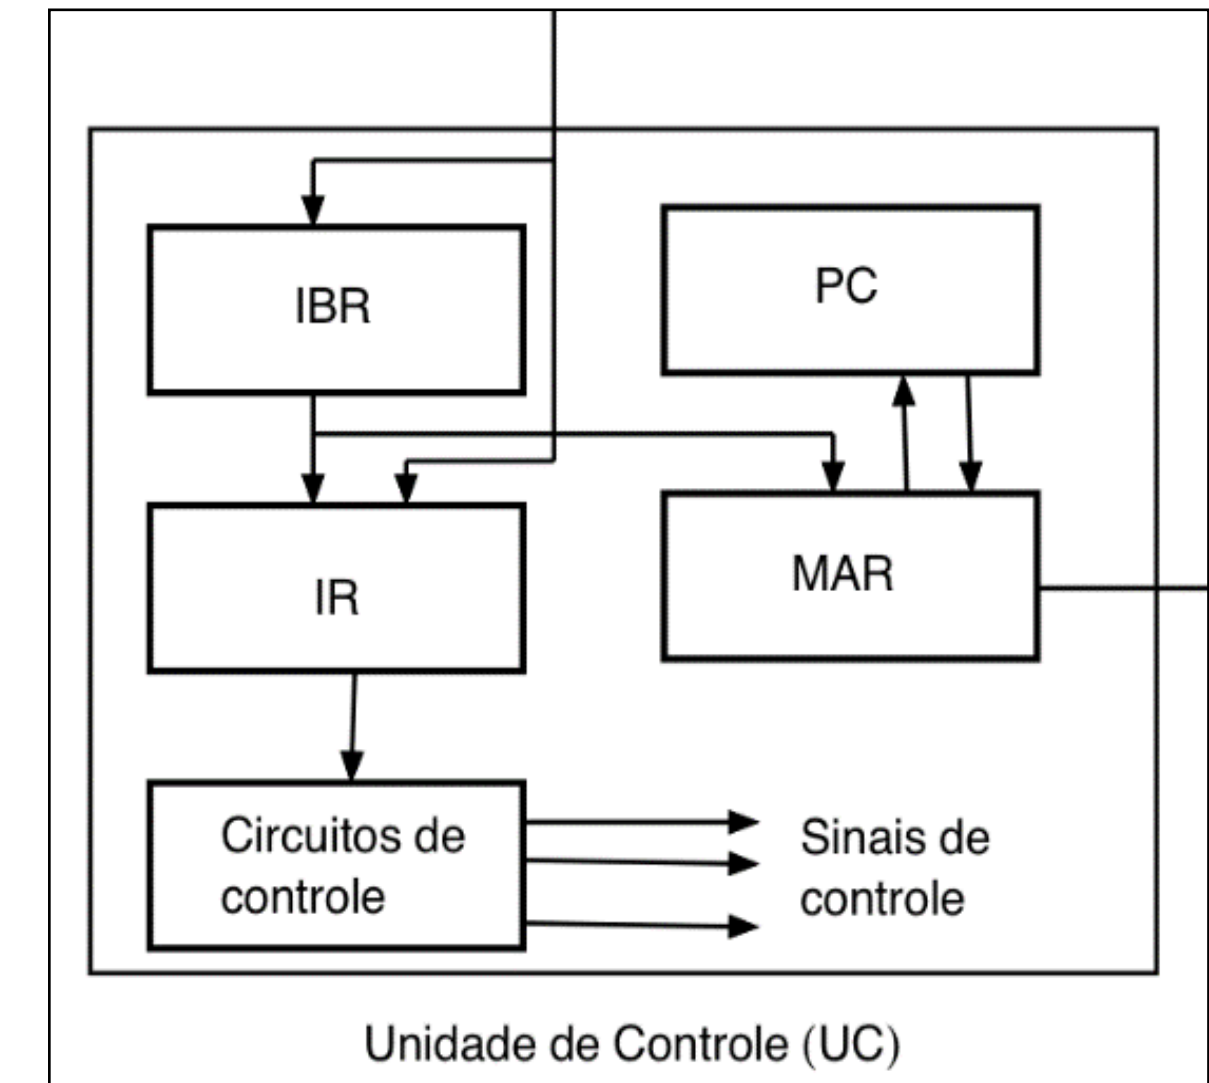 IBR
PC
IR
MAR
Circuitos de
controle
Sinais de
controle
Unidade de Controle (UC)